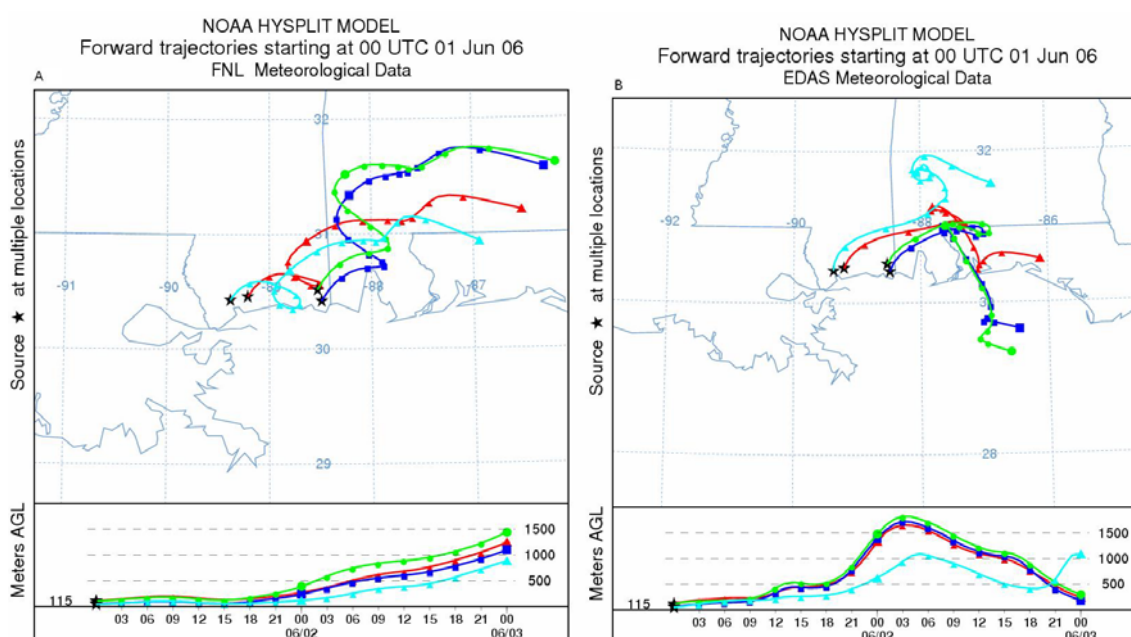 NOAA HYSPLIT MODEL
Forward trajectories starting at 00 UTC 01 Jun 06
FNL Meteorological Data
A
Source ★ at multiple locations
32
-91
-90
-88
-87
30
29
Meters AGL
1500
1000
500
115
03 06 09 12 15 18 21 00 03 06 09 12 15 18 21 00
06/02 06/03
NOAA HYSPLIT MODEL
Forward trajectories starting at 00 UTC 01 Jun 06
EDAS Meteorological Data
B
Source ★ at multiple locations
32
-92
-90
-88
-86
28
Meters AGL
1500
1000
500
115
03 06 09 12 15 18 21 00 03 06 09 12 15 18 21 00
06/02 06/03